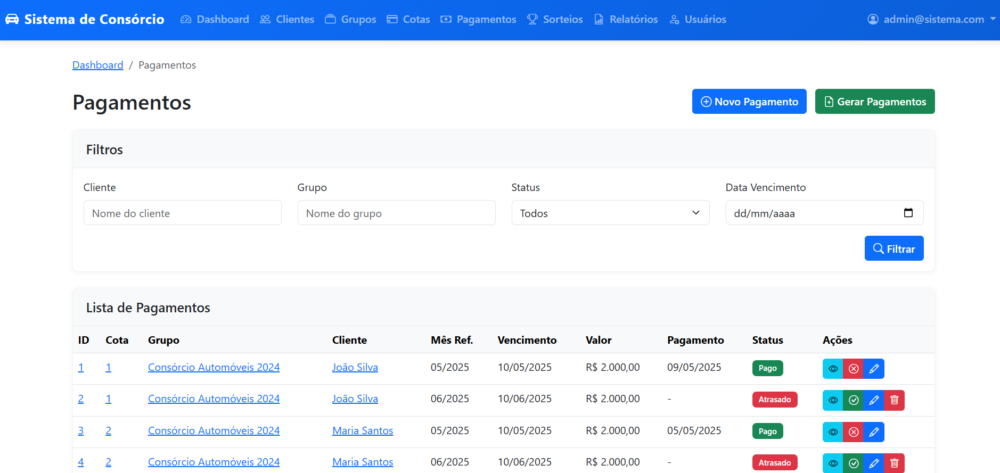 Sistema de Consórcio Dashboard Clientes Grupos Cotas Pagamentos Sorteios Relatórios Usuários admin@sistema.com
Dashboard / Pagamentos
Pagamentos
Novo Pagamento Gerar Pagamentos
Filtros
Cliente Grupo Status Data Vencimento
Nome do cliente Nome do grupo Todos dd/mm/aaaa
Filtrar
Lista de Pagamentos
ID Cota Grupo Cliente Mês Ref. Vencimento Valor Pagamento Status Ações
1 1 Consórcio Automóveis 2024 João Silva 05/2025 10/05/2025 R$ 2.000,00 09/05/2025 Pago
2 1 Consórcio Automóveis 2024 João Silva 06/2025 10/06/2025 R$ 2.000,00 - Atrasado
3 2 Consórcio Automóveis 2024 Maria Santos 05/2025 10/05/2025 R$ 2.000,00 05/05/2025 Pago
4 2 Consórcio Automóveis 2024 Maria Santos 06/2025 10/06/2025 R$ 2.000,00 - Atrasado